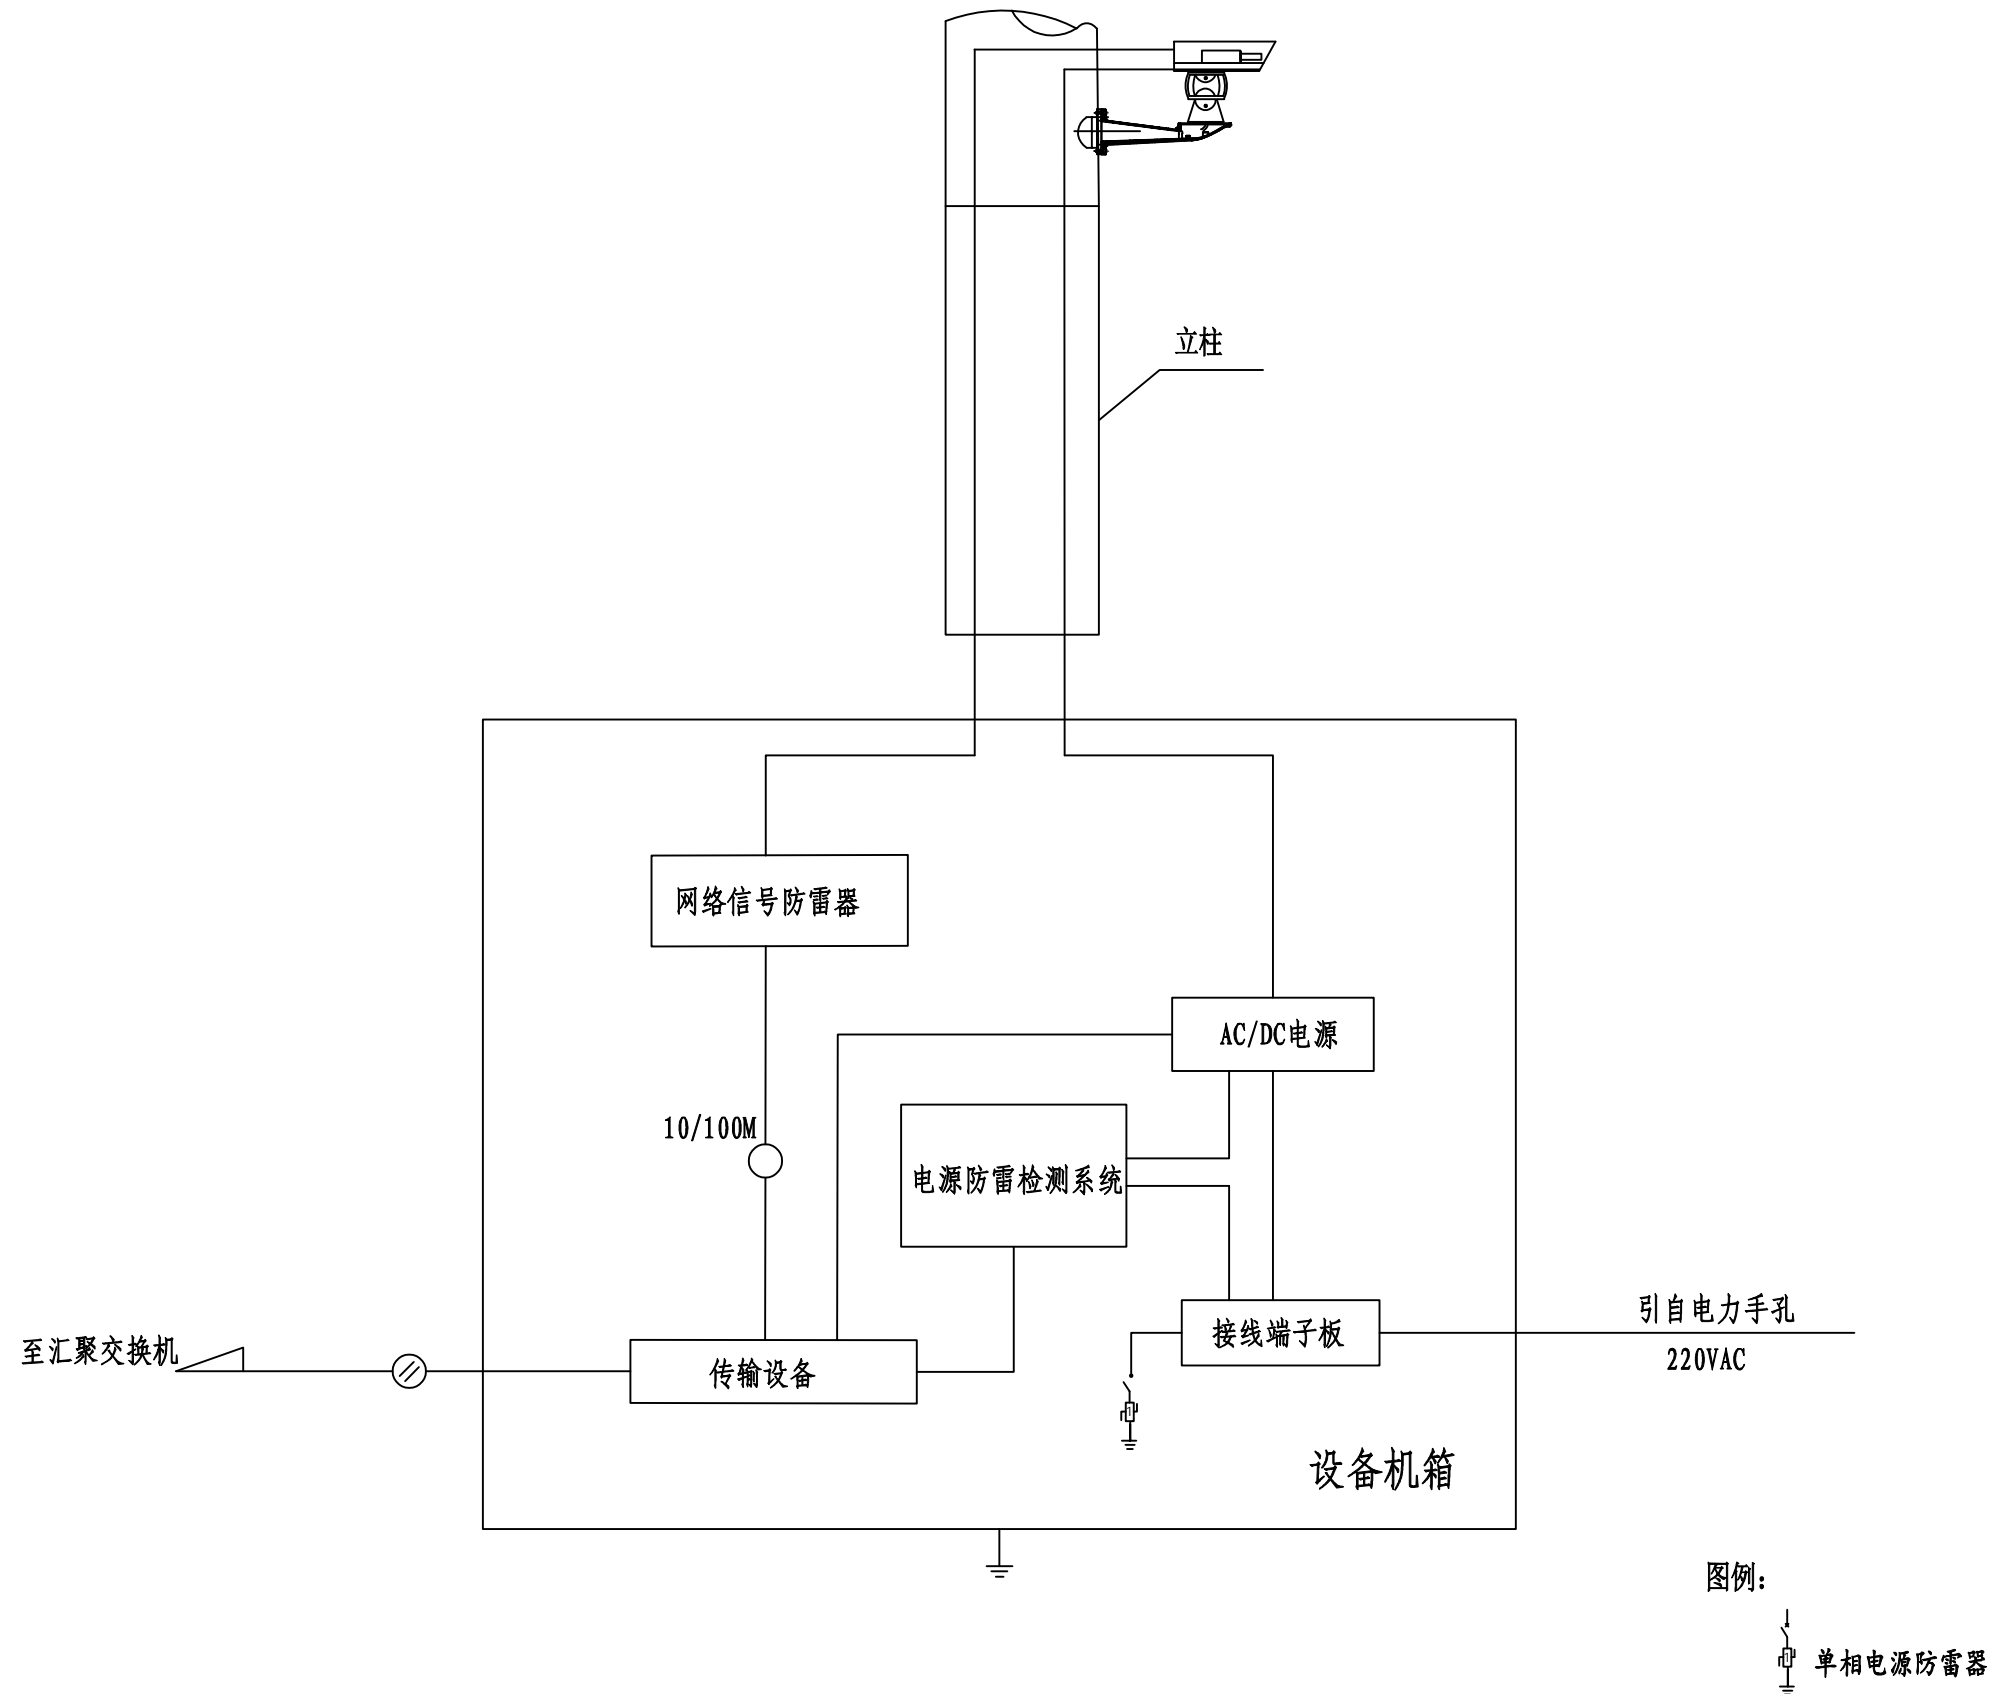 立柱
网络信号防雷器
AC/DC电源
10/100M
电源防雷检测系统
引自电力手孔
220VAC
接线端子板
至汇聚交换机
传输设备
1
设备机箱
图例：
1
单相电源防雷器